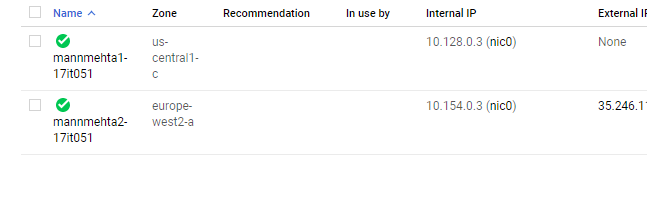 Name Zone Recommendation In use by Internal IP External
us- 10.128.0.3 (nic0) None
mannmehta1- central1-
17it051 c
europe- 10.154.0.3 (nic0)
mannmehta2- west2-a
17it051